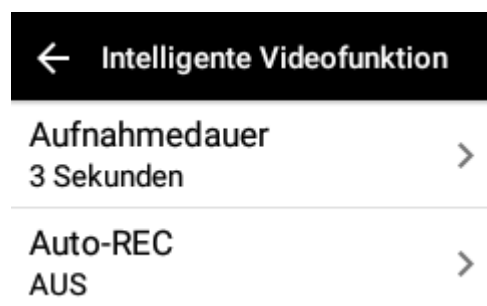 Intelligente Videofunktion
Aufnahmedauer
3 Sekunden
Auto-REC
AUS